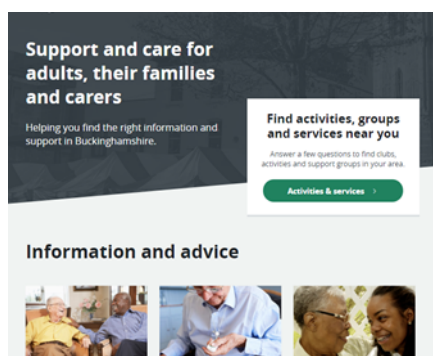 Support and care for
adults, their families
and carers
Helping you find the right information and
support in Buckinghamshire.
Find activities, groups
and services near you
Answer a few questions to find clubs,
activities and support groups in your area.
Activities & services >
Information and advice